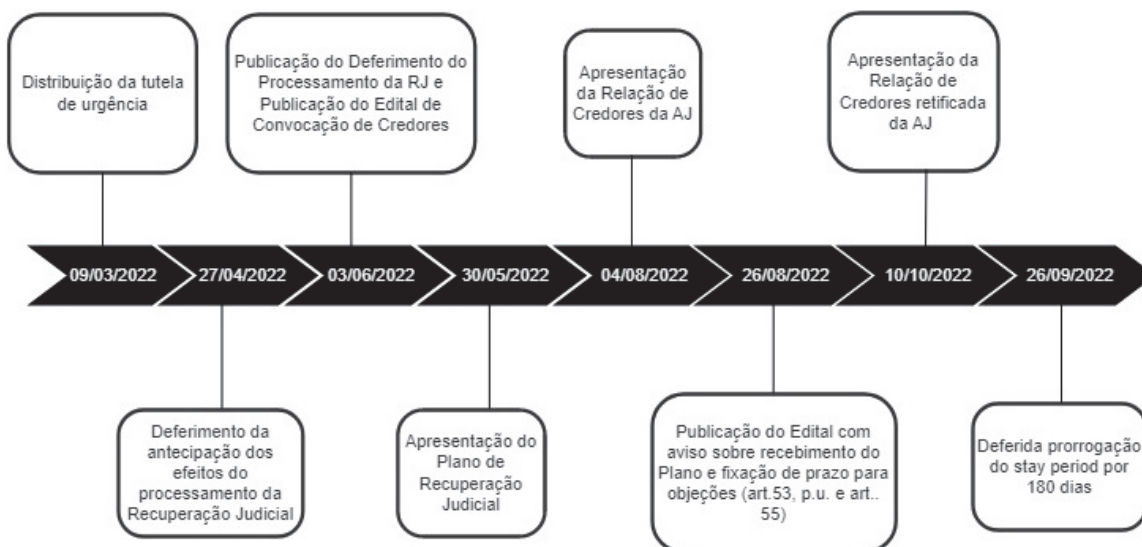 Distribuição da tutela
de urgência
Publicação do Deferimento do
Processamento da RJ e
Publicação do Edital de
Convocação de Credores
Apresentação
da Relação de
Credores da AJ
Apresentação da
Relação de
Credores retificada
da AJ
09/03/2022
27/04/2022
03/06/2022
30/05/2022
04/08/2022
26/08/2022
10/10/2022
26/09/2022
Deferimento da
antecipação dos
efeitos do
processamento da
Recuperação Judicial
Apresentação do
Plano de
Recuperação
Judicial
Publicação do Edital com
aviso sobre recebimento do
Plano e fixação de prazo para
objeções (art.53, p.u. e art..
55)
Deferida prorrogação
do stay period por
180 dias